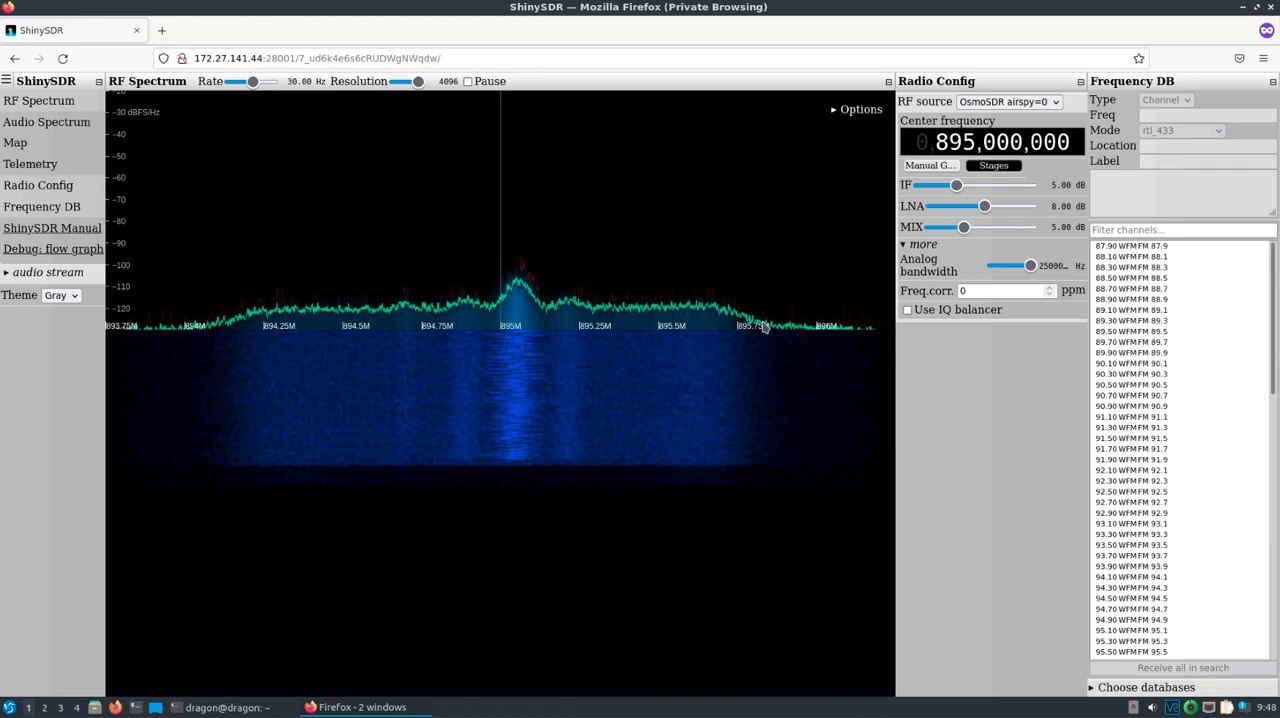 ShinySDR — Mozilla Firefox (Private Browsing)
ShinySDR
172.27.141.44:28001/7_ud6k4e6s6cRUDWgNWqdw/
ShinySDR
RF Spectrum
Audio Spectrum
Map
Telemetry
Radio Config
Frequency DB
ShinySDR Manual
Debug: flow graph
▸ audio stream
Theme Gray
RF Spectrum Rate 30.00 Hz Resolution 4096 Pause
▸ Options
-20
-30 dBFS/Hz
-40
-50
-60
-70
-80
-90
-100
-110
-120
893.75M 894M 894.25M 894.5M 894.75M 895M 895.25M 895.5M 895.75 896M
Radio Config
RF source OsmoSDR airspy=0
Center frequency
0,895,000,000
Manual G... Stages
IF 5.00 dB
LNA 8.00 dB
MIX 5.00 dB
▾ more
Analog bandwidth 25000… Hz
Freq.corr. 0 ppm
Use IQ balancer
Frequency DB
Type Channel
Freq
Mode rtl_433
Location
Label
Filter channels...
87.90 WFM FM 87.9
88.10 WFM FM 88.1
88.30 WFM FM 88.3
88.50 WFM FM 88.5
88.70 WFM FM 88.7
88.90 WFM FM 88.9
89.10 WFM FM 89.1
89.30 WFM FM 89.3
89.50 WFM FM 89.5
89.70 WFM FM 89.7
89.90 WFM FM 89.9
90.10 WFM FM 90.1
90.30 WFM FM 90.3
90.50 WFM FM 90.5
90.70 WFM FM 90.7
90.90 WFM FM 90.9
91.10 WFM FM 91.1
91.30 WFM FM 91.3
91.50 WFM FM 91.5
91.70 WFM FM 91.7
91.90 WFM FM 91.9
92.10 WFM FM 92.1
92.30 WFM FM 92.3
92.50 WFM FM 92.5
92.70 WFM FM 92.7
92.90 WFM FM 92.9
93.10 WFM FM 93.1
93.30 WFM FM 93.3
93.50 WFM FM 93.5
93.70 WFM FM 93.7
93.90 WFM FM 93.9
94.10 WFM FM 94.1
94.30 WFM FM 94.3
94.50 WFM FM 94.5
94.70 WFM FM 94.7
94.90 WFM FM 94.9
95.10 WFM FM 95.1
95.30 WFM FM 95.3
95.50 WFM FM 95.5
Receive all in search
▸ Choose databases
1 2 3 4 dragon@dragon: ~ Firefox - 2 windows 9:48